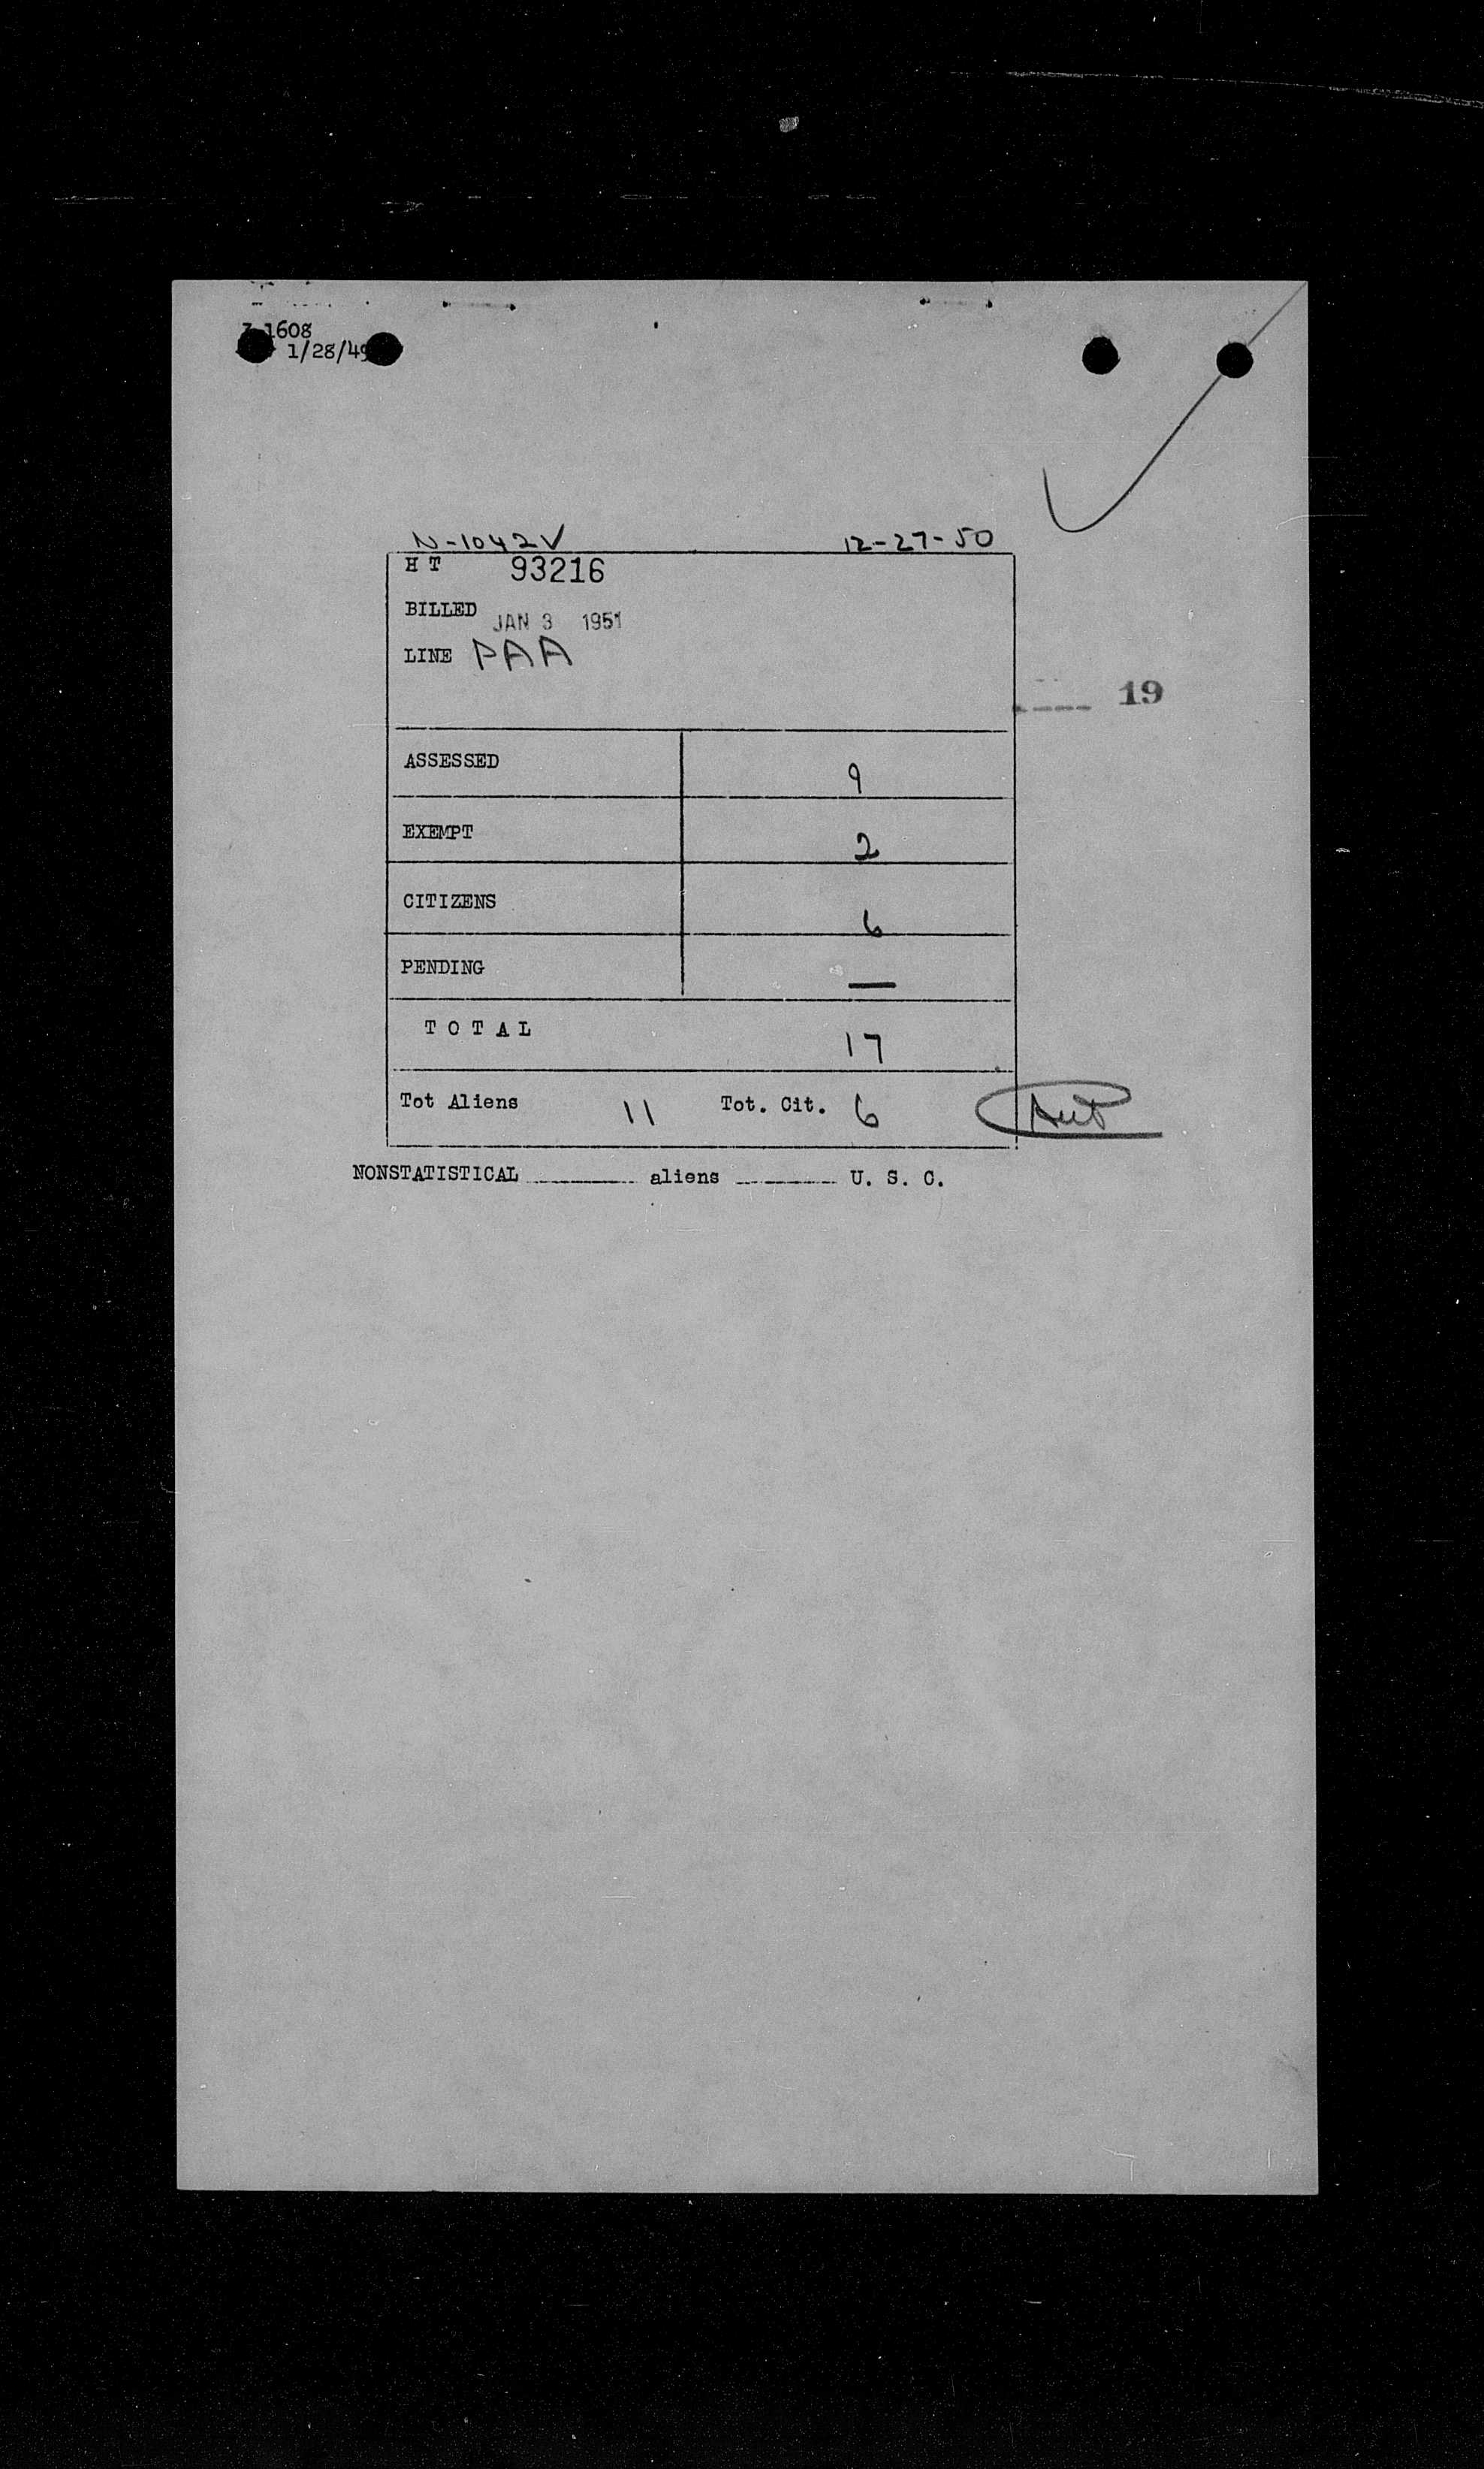 1608
1/28/49
N-1042V 12-27-50
H T 93216
BILLED JAN 3 1951
LINE PAA
19
ASSESSED 9
EXEMPT 2
CITIZENS 6
PENDING —
T O T A L 17
Tot Aliens 11 Tot. Cit. 6
NONSTATISTICAL aliens U. S. C.